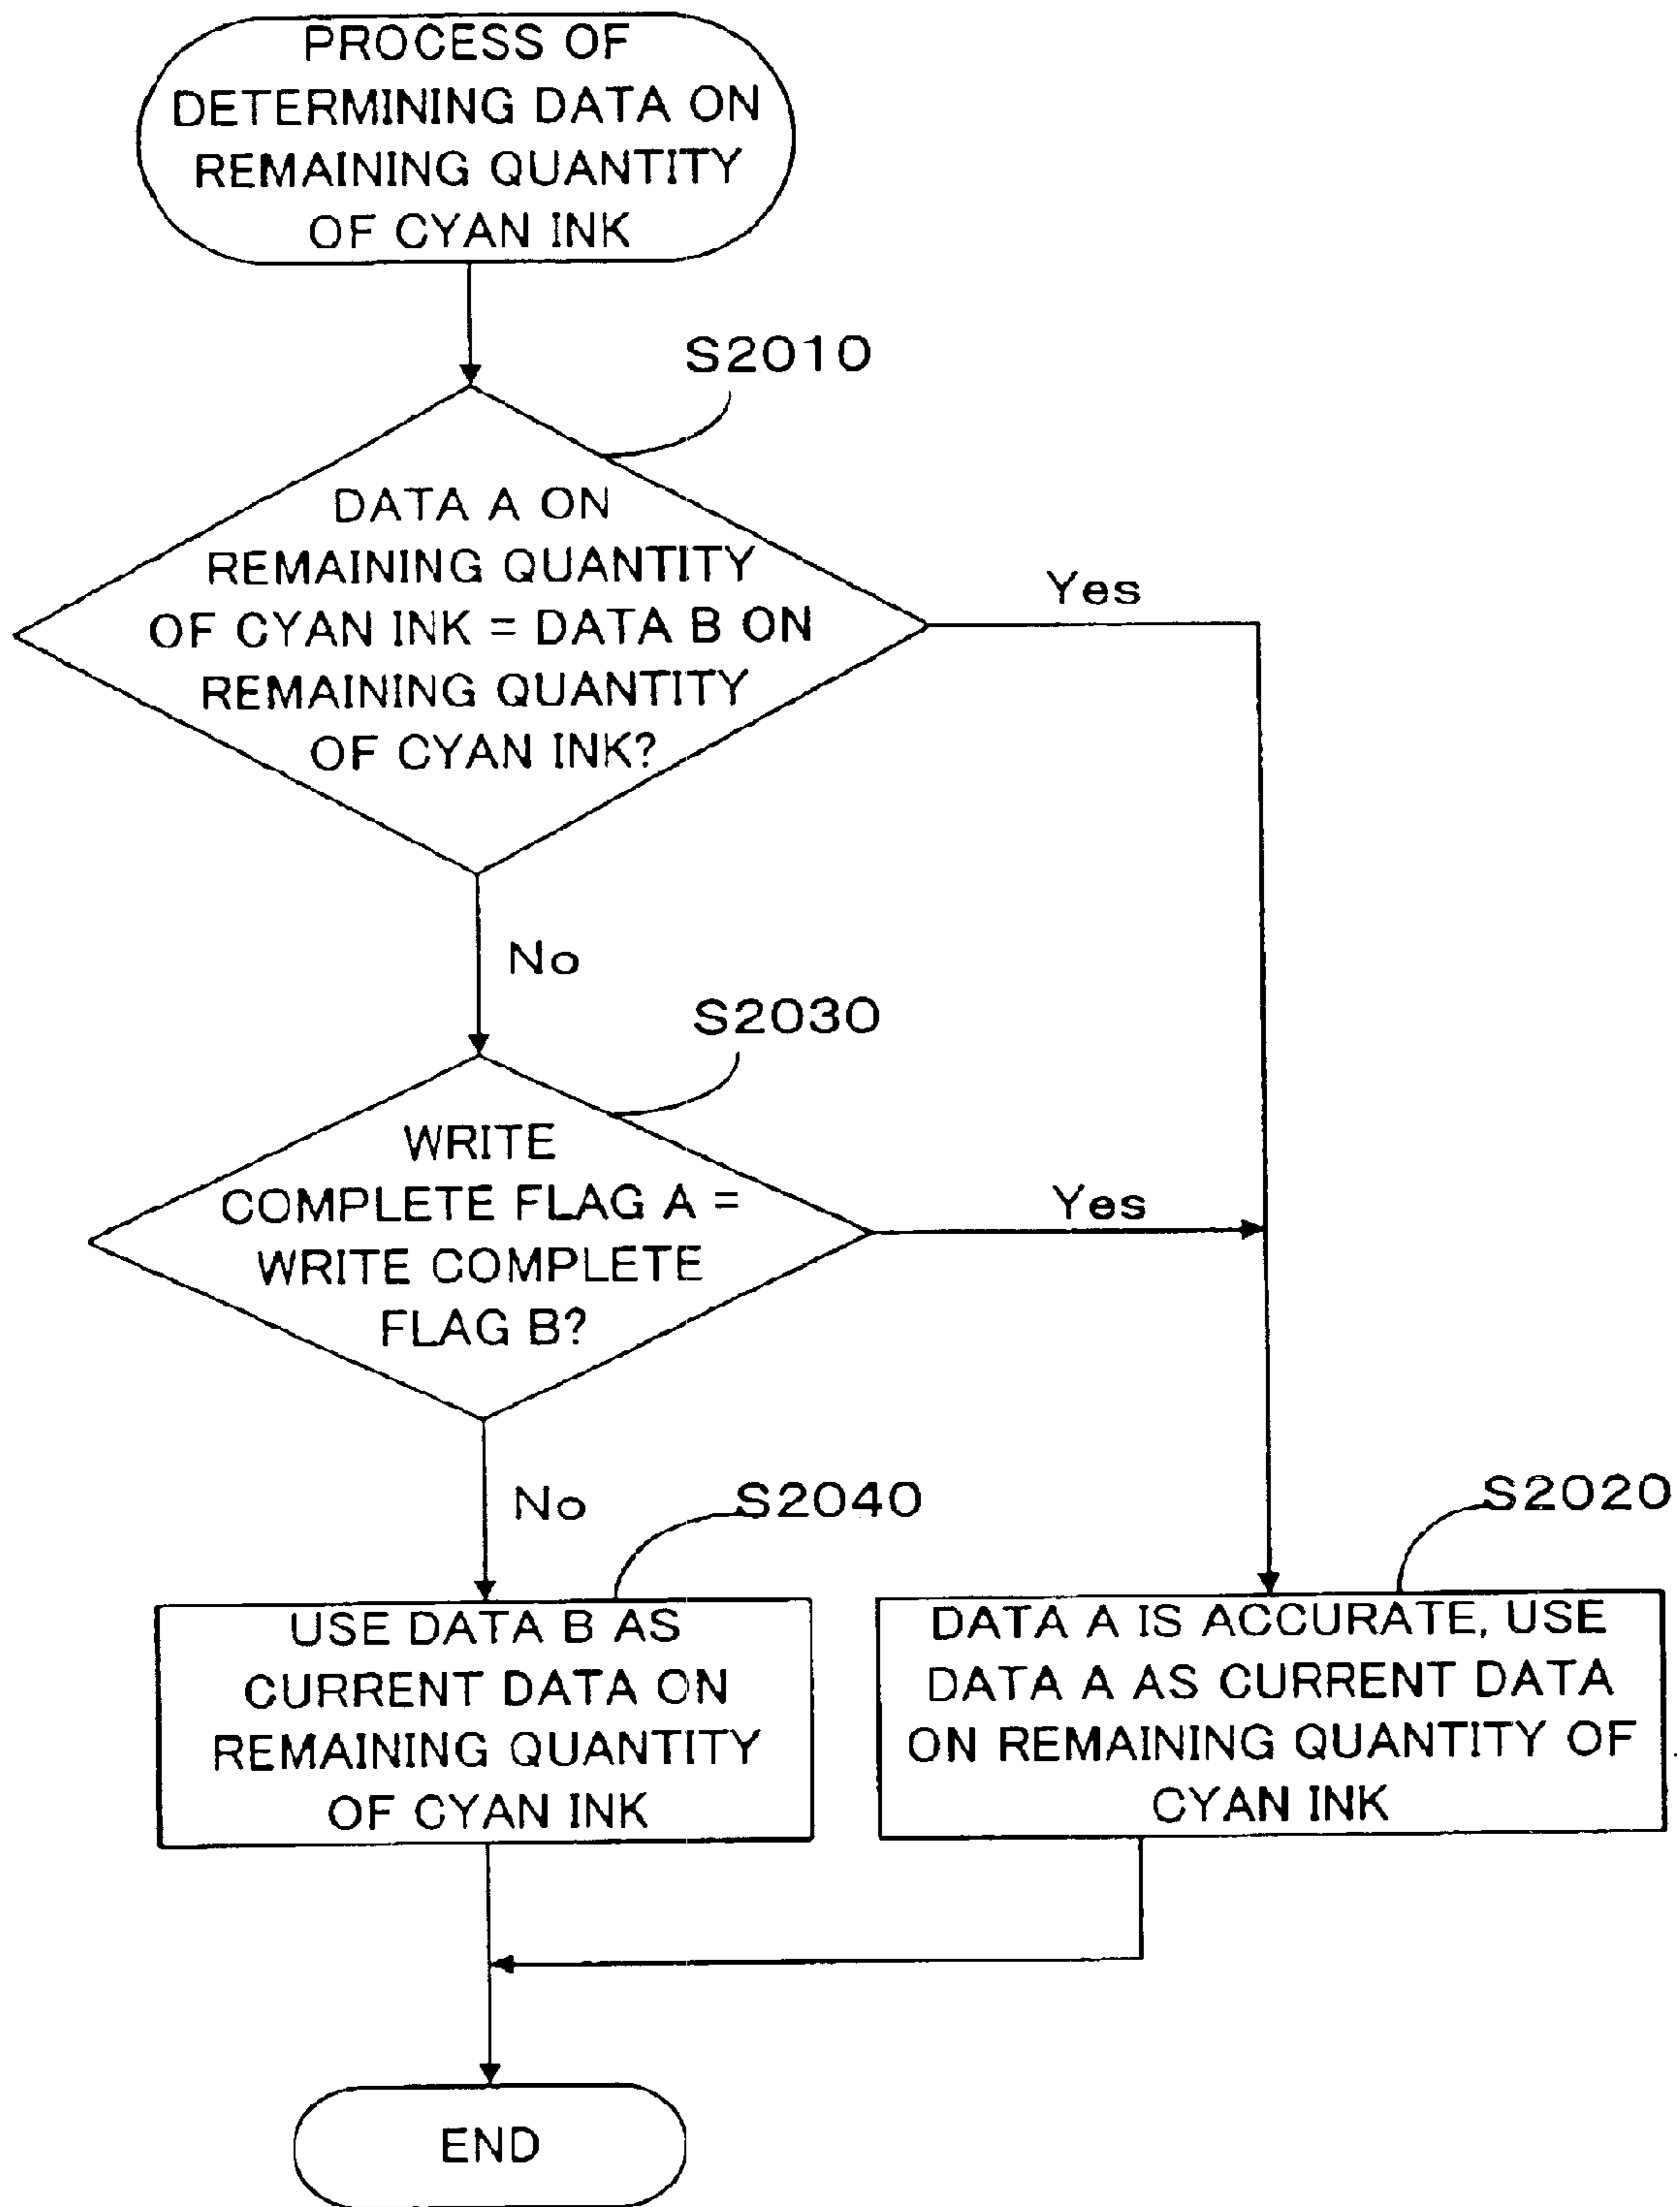 PROCESS OF
DETERMINING DATA ON
REMAINING QUANTITY
OF CYAN INK
S2010
DATA A ON
REMAINING QUANTITY
OF CYAN INK = DATA B ON
REMAINING QUANTITY
OF CYAN INK?
Yes
No
S2030
WRITE
COMPLETE FLAG A =
WRITE COMPLETE
FLAG B?
Yes
No
S2040
USE DATA B AS
CURRENT DATA ON
REMAINING QUANTITY
OF CYAN INK
S2020
DATA A IS ACCURATE, USE
DATA A AS CURRENT DATA
ON REMAINING QUANTITY OF
CYAN INK
END